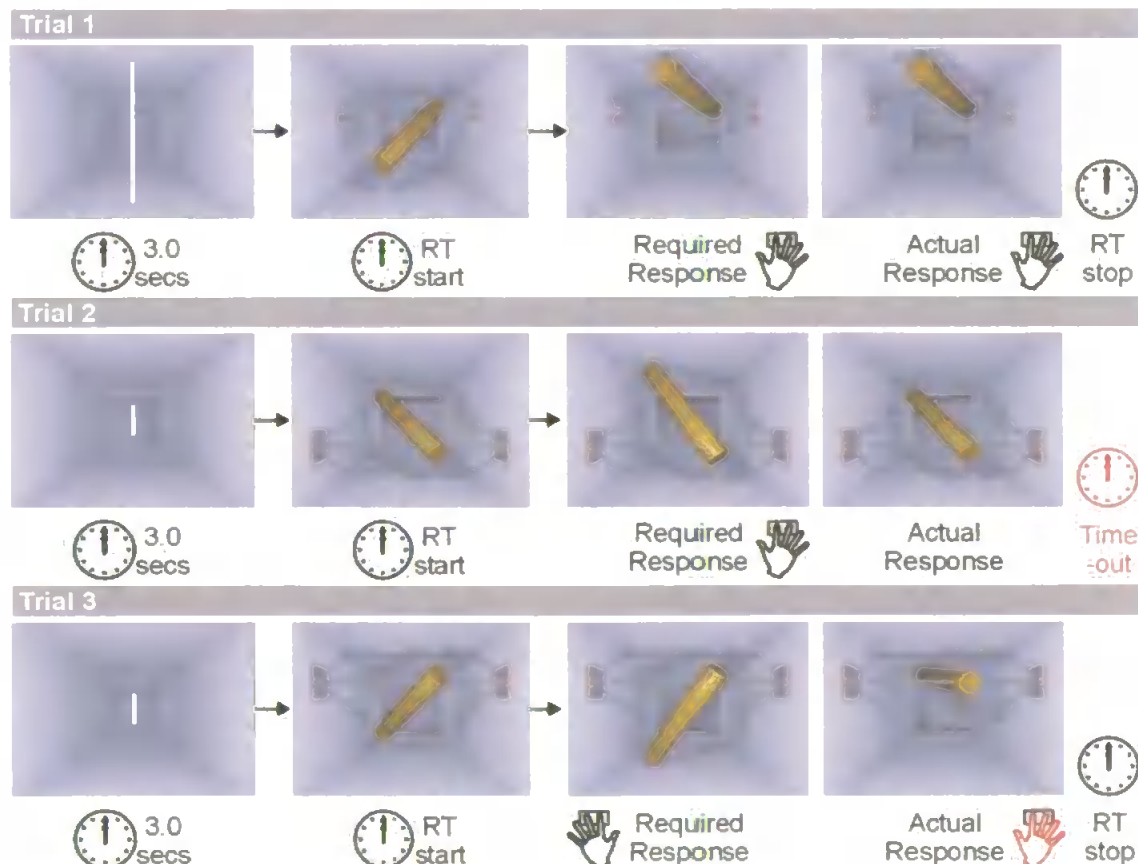 Trial 1
3.0
secs
RT
start
Required
Response
Actual
Response
RT
stop
Trial 2
3.0
secs
RT
start
Required
Response
Actual
Response
Time
-out
Trial 3
3.0
secs
RT
start
Required
Response
Actual
Response
RT
stop